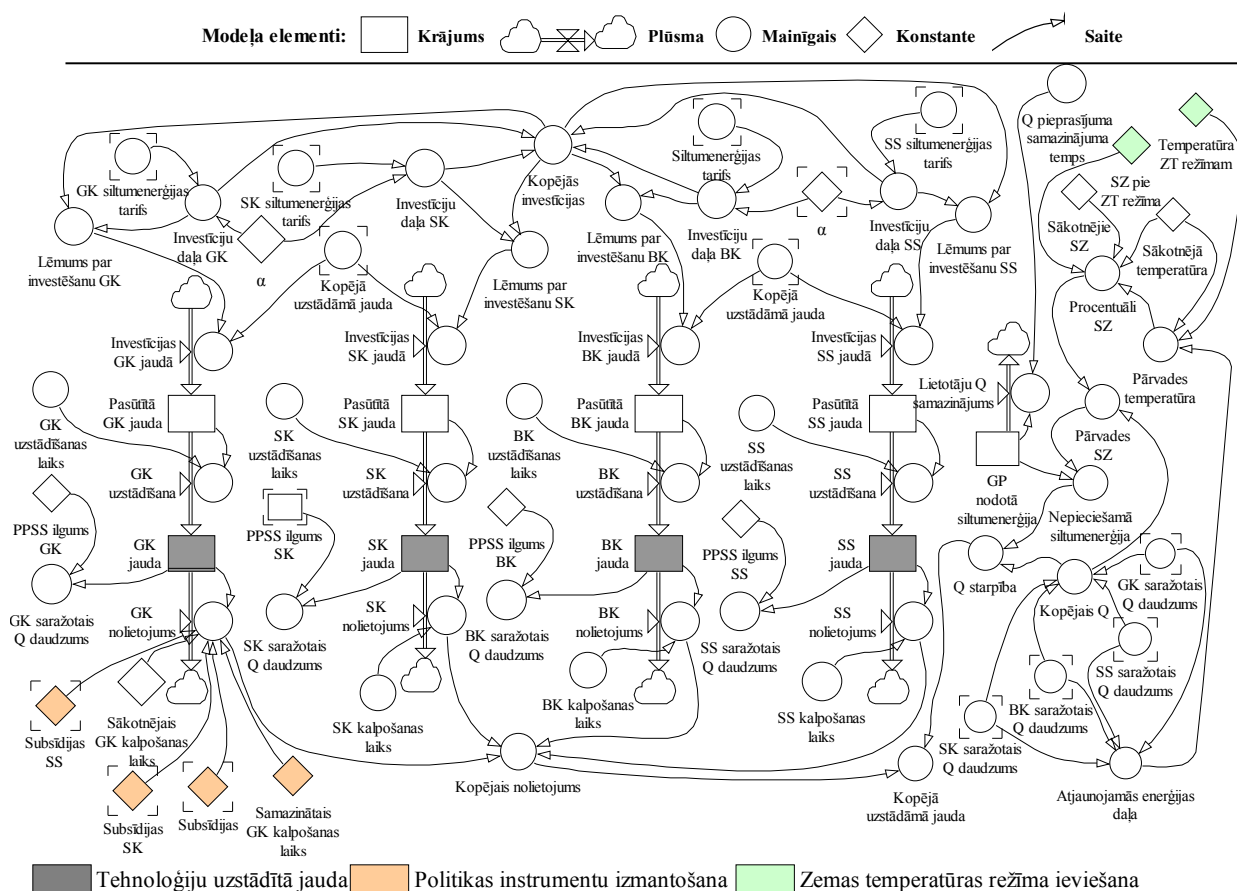 Modeļa elementi: Krājums Plūsma Mainīgais Konstante Saite
Q pieprasījuma
samazinājuma
temps
Temperatūra
ZT režīmam
SZ pie
ZT režīma
Sākotnējie
SZ
Sākotnējā
temperatūra
Procentuāli
SZ
Pārvades
temperatūra
GK siltumenerģijas
tarifs
SK siltumenerģijas
tarifs
Siltumenerģijas
tarifs
SS siltumenerģijas
tarifs
Kopējās
investīcijas
Investīciju
daļa GK
Investīciju
daļa SK
Investīciju
daļa BK
Investīciju
daļa SS
α
α
Lēmums par
investēšanu GK
Lēmums par
investēšanu SK
Lēmums par
investēšanu BK
Lēmums par
investēšanu SS
Kopējā
uzstādāmā jauda
Kopējā
uzstādāmā jauda
Investīcijas
GK jaudā
Investīcijas
SK jaudā
Investīcijas
BK jaudā
Investīcijas
SS jaudā
Lietotāju Q
samazinājums
Pasūtītā
GK jauda
Pasūtītā
SK jauda
Pasūtītā
BK jauda
Pasūtītā
SS jauda
Pārvades
SZ
GK
uzstādīšanas
laiks
SK
uzstādīšanas
laiks
BK
uzstādīšanas
laiks
SS
uzstādīšanas
laiks
GK
uzstādīšana
SK
uzstādīšana
BK
uzstādīšana
SS
uzstādīšana
GP
nodotā
siltumenerģija
Nepieciešamā
siltumenerģija
PPSS ilgums
GK
PPSS ilgums
SK
PPSS ilgums
BK
PPSS ilgums
SS
GK
jauda
SK
jauda
BK
jauda
SS
jauda
Q starpība
Kopējais Q
GK saražotais
Q daudzums
GK saražotais
Q daudzums
SK saražotais
Q daudzums
BK saražotais
Q daudzums
SS saražotais
Q daudzums
GK
nolietojums
SK
nolietojums
BK
nolietojums
SS
nolietojums
SS saražotais
Q daudzums
BK saražotais
Q daudzums
SK saražotais
Q daudzums
Subsīdijas
SS
Sākotnējais
GK kalpošanas
laiks
SK kalpošanas
laiks
BK kalpošanas
laiks
SS kalpošanas
laiks
Kopējais nolietojums
Kopējā
uzstādāmā jauda
Atjaunojamās enerģijas
daļa
Subsīdijas
SK
Subsīdijas
Samazinātais
GK kalpošanas
laiks
Tehnoloģiju uzstādītā jauda Politikas instrumentu izmantošana Zemas temperatūras režīma ieviešana